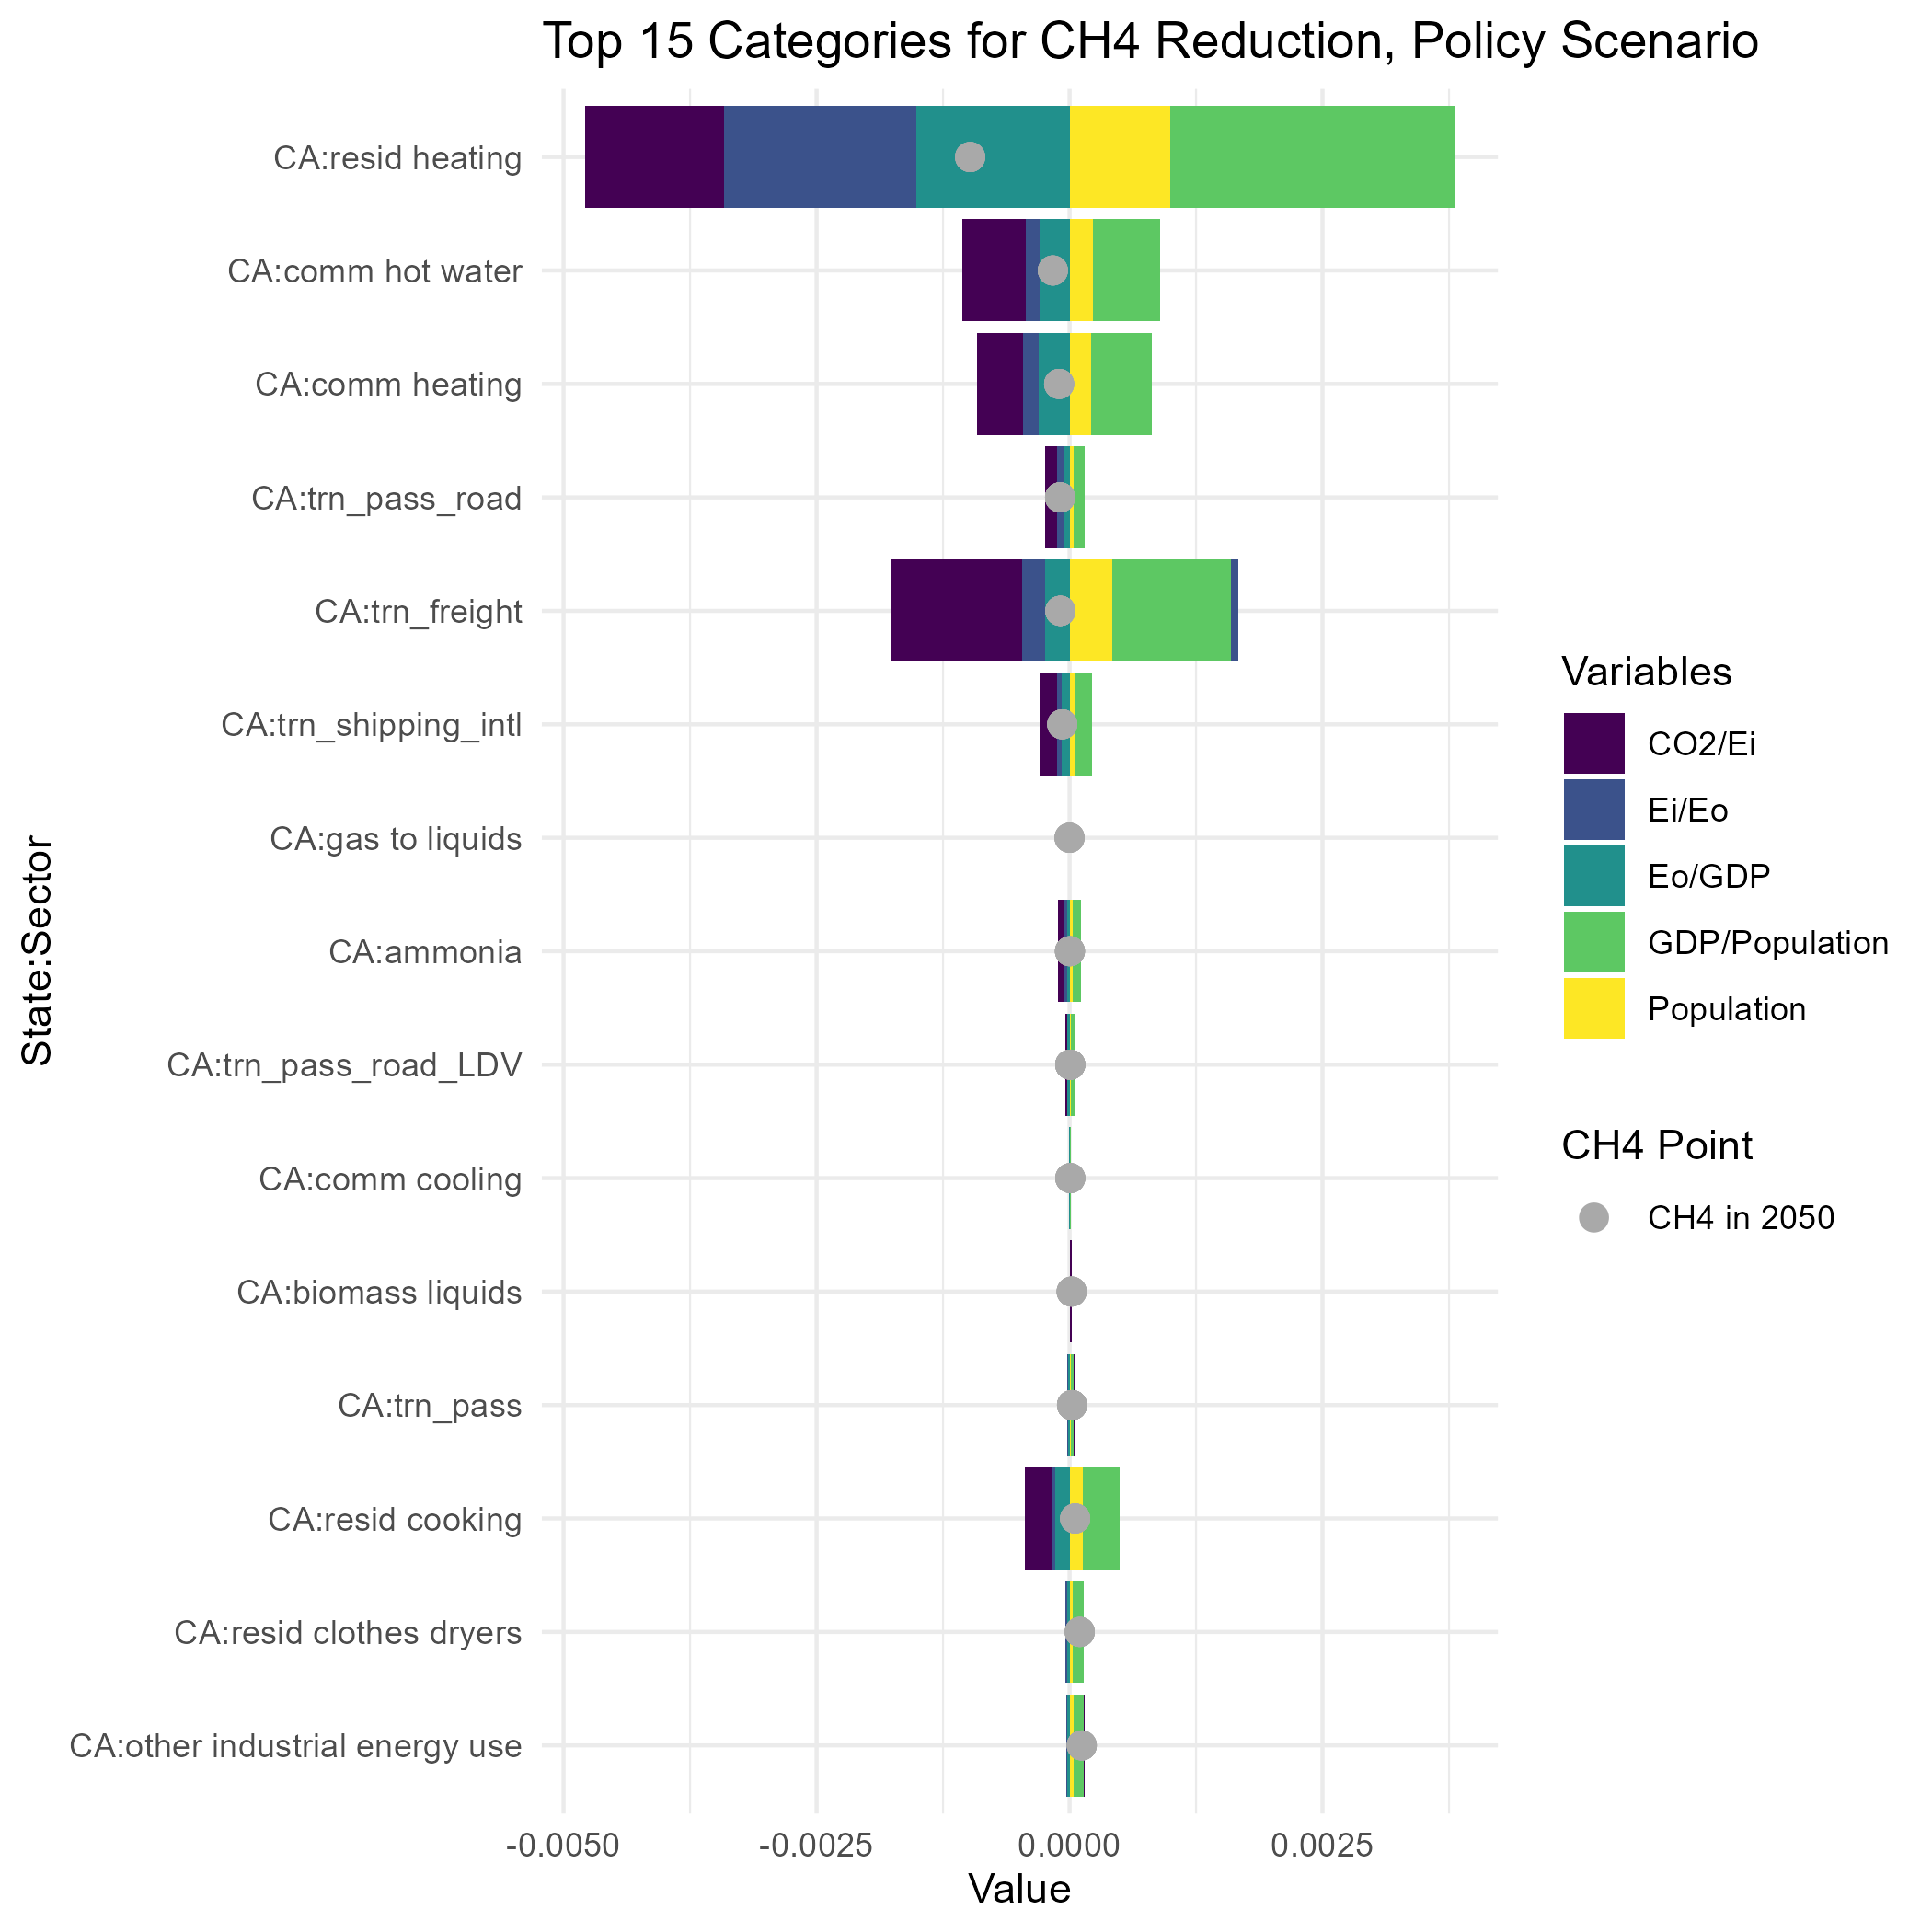 Top 15 Categories for CH4 Reduction, Policy Scenario
State:Sector
CA:resid heating
CA:comm hot water
CA:comm heating
CA:trn_pass_road
CA:trn_freight
CA:trn_shipping_intl
CA:gas to liquids
CA:ammonia
CA:trn_pass_road_LDV
CA:comm cooling
CA:biomass liquids
CA:trn_pass
CA:resid cooking
CA:resid clothes dryers
CA:other industrial energy use
-0.0050 -0.0025 0.0000 0.0025
Value
Variables
CO2/Ei
Ei/Eo
Eo/GDP
GDP/Population
Population
CH4 Point
CH4 in 2050